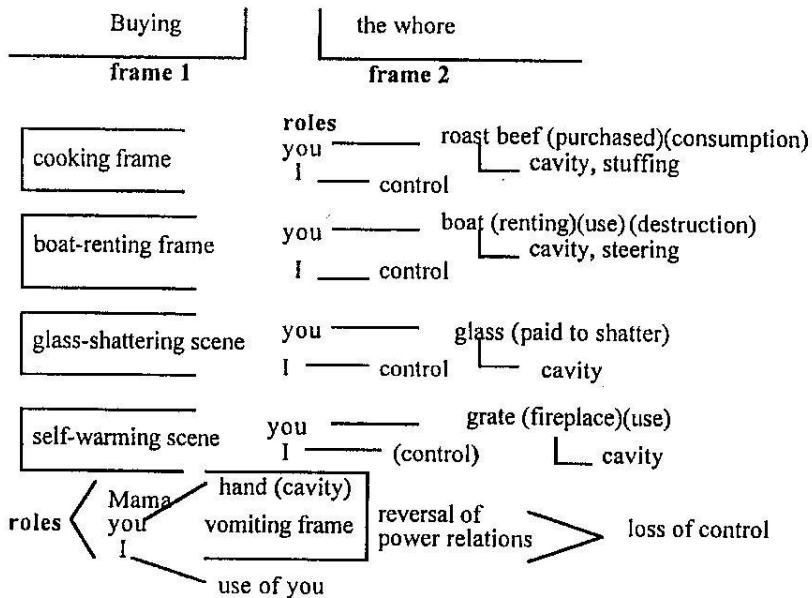 Buying the whore
frame 1 frame 2
roles
cooking frame you roast beef (purchased)(consumption)
I control cavity, stuffing
boat-renting frame you boat (renting)(use)(destruction)
I control cavity, steering
glass-shattering scene you glass (paid to shatter)
I control cavity
self-warming scene you grate (fireplace)(use)
I (control) cavity
Mama hand (cavity)
roles you vomiting frame reversal of power relations loss of control
I
use of you